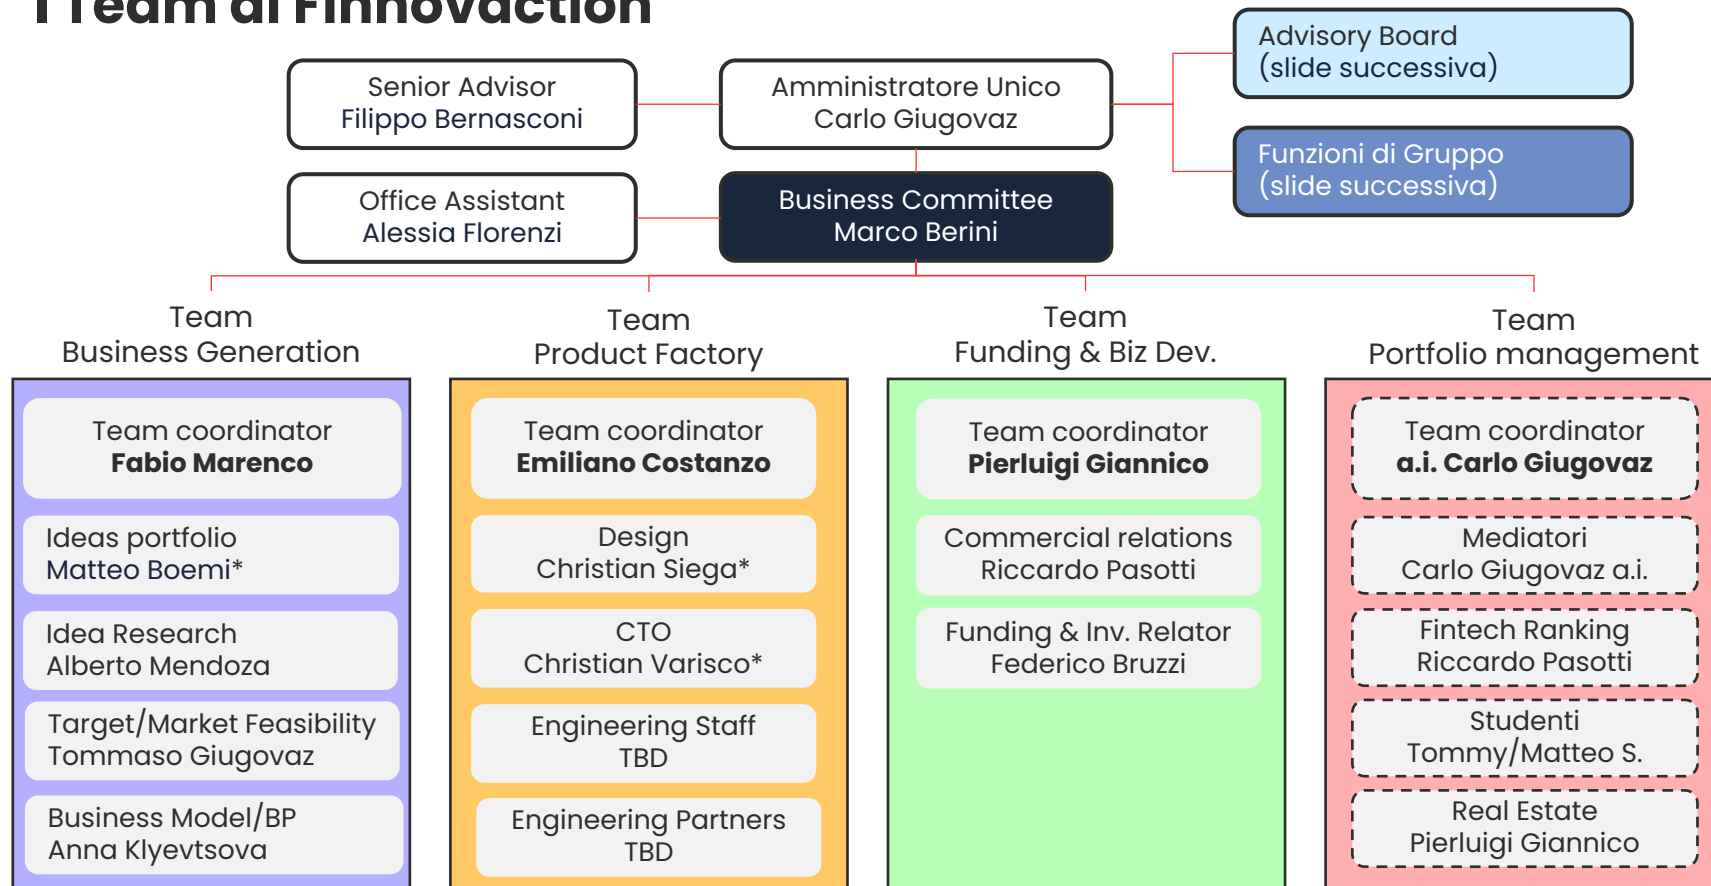 I Team di Finnovaction
Senior Advisor
Filippo Bernasconi
Amministratore Unico
Carlo Giugovaz
Advisory Board
(slide successiva)
Funzioni di Gruppo
(slide successiva)
Office Assistant
Alessia Florenzi
Business Committee
Marco Berini
Team
Business Generation
Team coordinator
Fabio Marenco
Ideas portfolio
Matteo Boemi*
Idea Research
Alberto Mendoza
Target/Market Feasibility
Tommaso Giugovaz
Business Model/BP
Anna Klyevtsova
Team
Product Factory
Team coordinator
Emiliano Costanzo
Design
Christian Siega*
CTO
Christian Varisco*
Engineering Staff
TBD
Engineering Partners
TBD
Team
Funding & Biz Dev.
Team coordinator
Pierluigi Giannico
Commercial relations
Riccardo Pasotti
Funding & Inv. Relator
Federico Bruzzi
Team
Portfolio management
Team coordinator
a.i. Carlo Giugovaz
Mediatori
Carlo Giugovaz a.i.
Fintech Ranking
Riccardo Pasotti
Studenti
Tommy/Matteo S.
Real Estate
Pierluigi Giannico